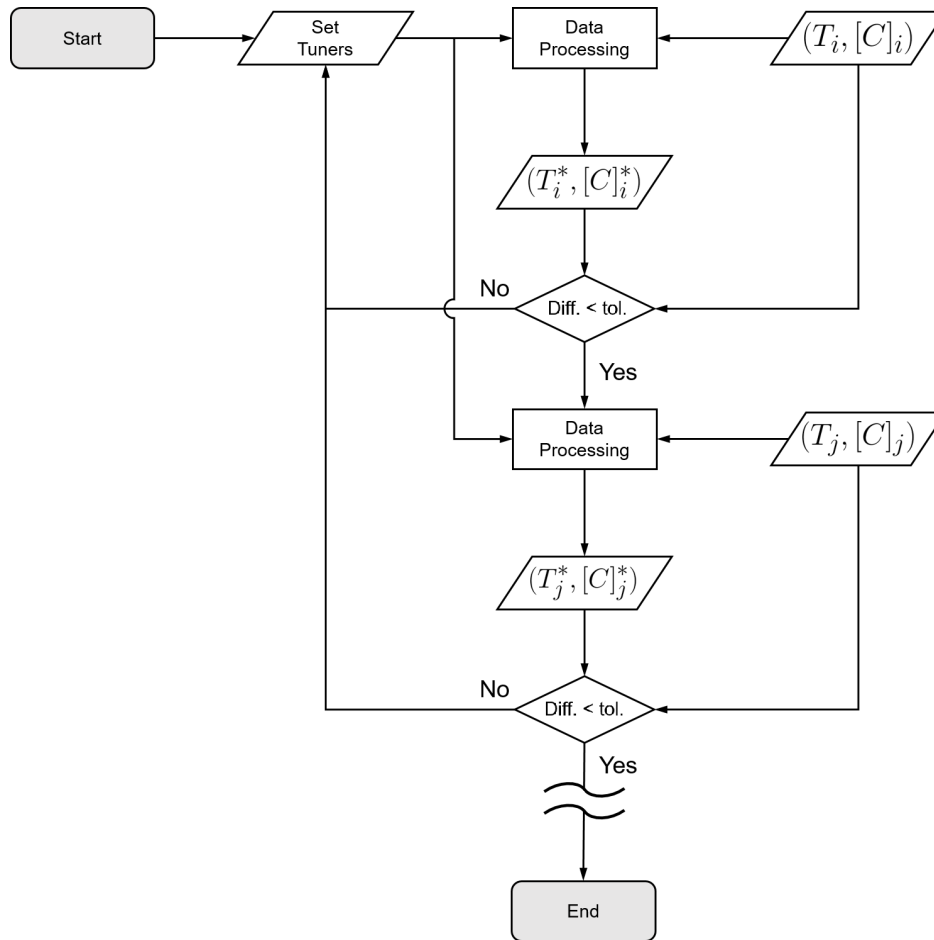 Start
Set
Tuners
Data
Processing
$(T_i, [C]_i)$
$(T_i^*, [C]_i^*)$
No
Diff. < tol.
Yes
Data
Processing
$(T_j, [C]_j)$
$(T_j^*, [C]_j^*)$
No
Diff. < tol.
Yes
End